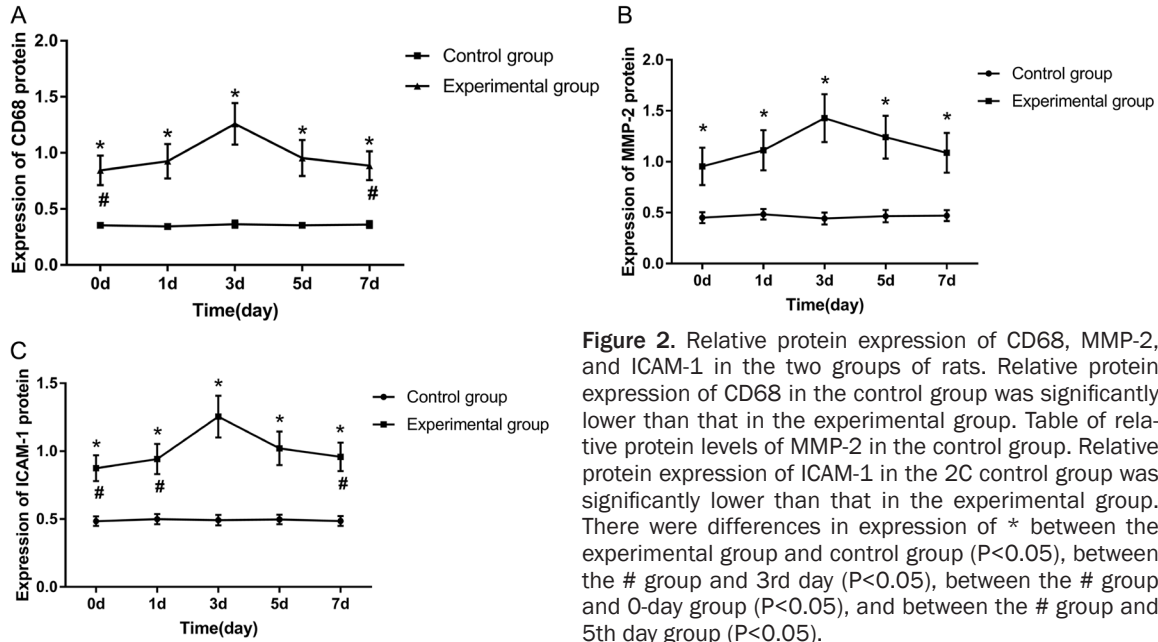 A
Expression of CD68 protein
2.0
1.5
1.0
0.5
0.0
* * * * *
# #
0d 1d 3d 5d 7d
Time(day)
Control group
Experimental group
B
Expression of MMP-2 protein
2.0
1.5
1.0
0.5
0.0
* * * * *
0d 1d 3d 5d 7d
Time(day)
Control group
Experimental group
C
Expression of ICAM-1 protein
1.5
1.0
0.5
0.0
* * * * *
# # #
0d 1d 3d 5d 7d
Time(day)
Control group
Experimental group
Figure 2. Relative protein expression of CD68, MMP-2,
and ICAM-1 in the two groups of rats. Relative protein
expression of CD68 in the control group was significantly
lower than that in the experimental group. Table of rela-
tive protein levels of MMP-2 in the control group. Relative
protein expression of ICAM-1 in the 2C control group was
significantly lower than that in the experimental group.
There were differences in expression of * between the
experimental group and control group (P<0.05), between
the # group and 3rd day (P<0.05), between the # group
and 0-day group (P<0.05), and between the # group and
5th day group (P<0.05).